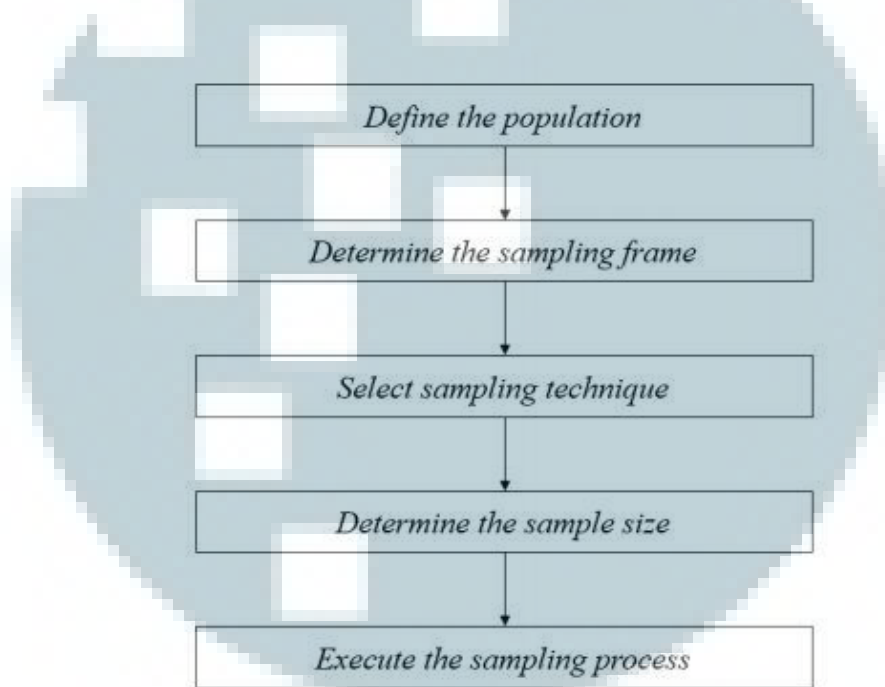 Define the population
Determine the sampling frame
Select sampling technique
Determine the sample size
Execute the sampling process